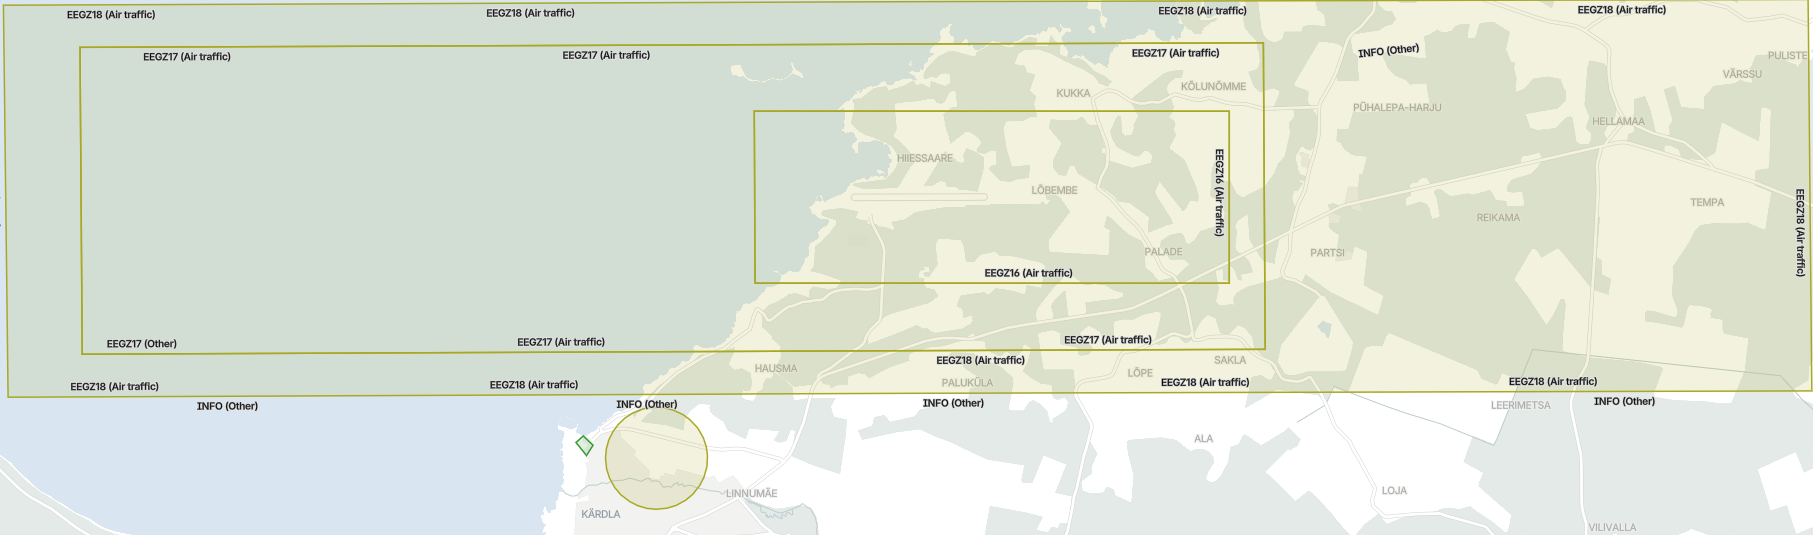 EEGZ18 (Air traffic)
EEGZ18 (Air traffic)
EEGZ18 (Air traffic)
EEGZ18 (Air traffic)
EEGZ17 (Air traffic)
EEGZ17 (Air traffic)
EEGZ17 (Air traffic)
INFO (Other)
PULISTE
VÄRSSU
KUKKA
KÕLUNÕMME
PÜHALEPA-HARJU
HELLAMAA
HIIESSAARE
EEGZ16 (Air traffic)
LÕBEMBE
TEMPA
REIKAMA
EEGZ18 (Air traffic)
PALADE
PARTSI
EEGZ16 (Air traffic)
EEGZ17 (Other)
EEGZ17 (Air traffic)
EEGZ17 (Air traffic)
EEGZ18 (Air traffic)
SAKLA
HAUSMA
LÕPE
PALUKÜLA
EEGZ18 (Air traffic)
EEGZ18 (Air traffic)
EEGZ18 (Air traffic)
EEGZ18 (Air traffic)
INFO (Other)
INFO (Other)
INFO (Other)
INFO (Other)
LEERIMETSA
ALA
LINNUMÄE
LOJA
KÄRDLA
VILIVALLA